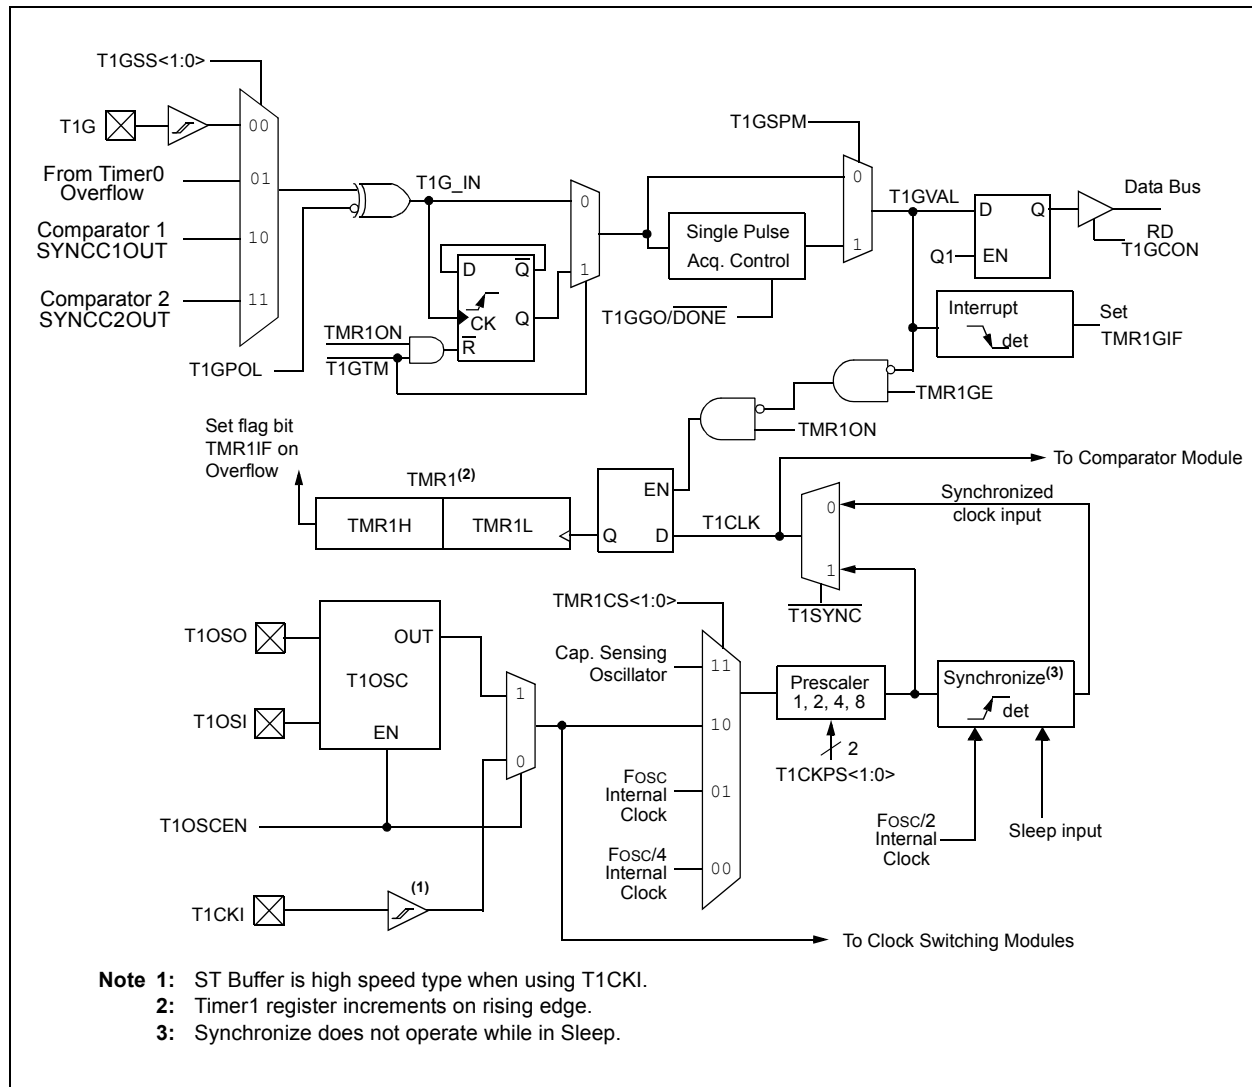 T1GSS<1:0>
T1G
00
From Timer0
Overflow
01
Comparator 1
SYNCC1OUT
10
Comparator 2
SYNCC2OUT
11
T1GPOL
T1G_IN
0
1
D
Q
CK
Q
R
TMR1ON
T1GTM
T1GSPM
0
1
Single Pulse
Acq. Control
T1GGO/DONE
T1GVAL
D
Q
Q1
EN
Data Bus
RD
T1GCON
Interrupt
det
Set
TMR1GIF
TMR1GE
TMR1ON
Set flag bit
TMR1IF on
Overflow
TMR1(2)
TMR1H
TMR1L
EN
Q
D
T1CLK
To Comparator Module
0
1
T1SYNC
Synchronized
clock input
T1OSO
T1OSI
OUT
T1OSC
EN
1
0
T1OSCEN
T1CKI
(1)
TMR1CS<1:0>
Cap. Sensing
Oscillator
11
10
FOSC
Internal
Clock
01
FOSC/4
Internal
Clock
00
Prescaler
1, 2, 4, 8
2
T1CKPS<1:0>
Synchronize(3)
det
FOSC/2
Internal
Clock
Sleep input
To Clock Switching Modules
Note 1: ST Buffer is high speed type when using T1CKI.
2: Timer1 register increments on rising edge.
3: Synchronize does not operate while in Sleep.